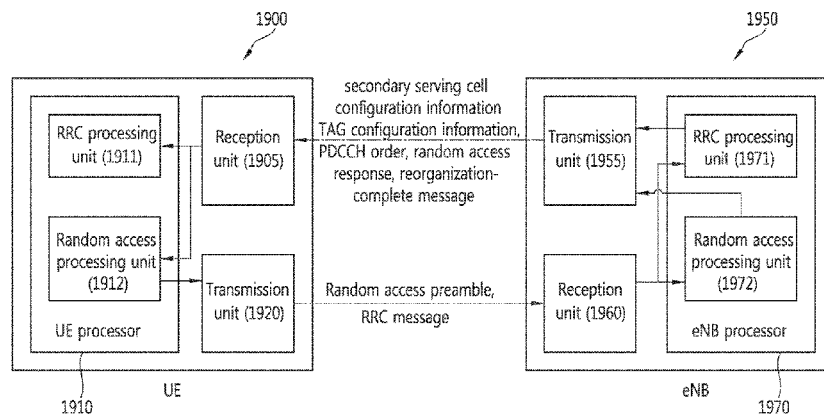 1900
1950
secondary serving cell
configuration information
TAG configuration information,
PDCCH order, random access
response, reorganization-
complete message
RRC processing
unit (1911)
Reception
unit (1905)
Transmission
unit (1955)
RRC processing
unit (1971)
Random access
processing unit
(1912)
Transmission
unit (1920)
Random access preamble,
RRC message
Reception
unit (1960)
Random access
processing unit
(1972)
UE processor
eNB processor
1910
UE
eNB
1970